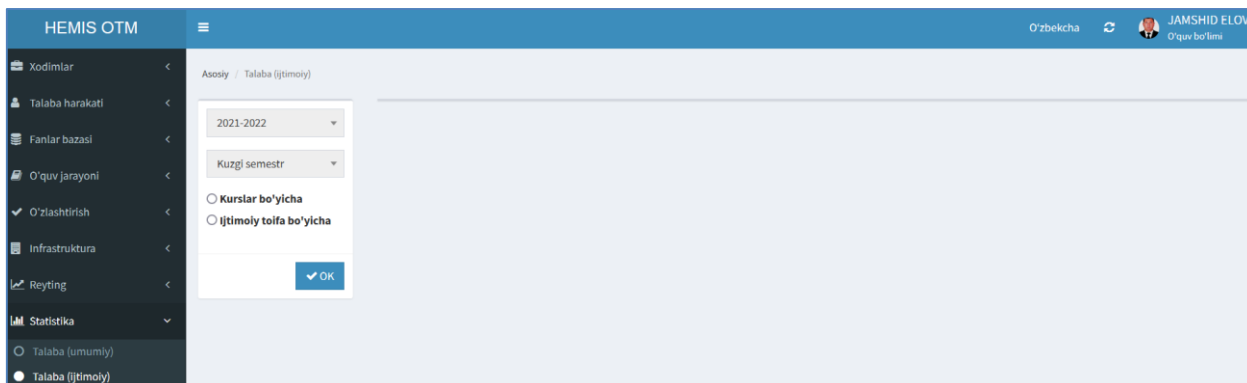 HEMIS OTM
O'zbekcha
JAMSHID ELOV
O'quv bo'limi
Xodimlar
Talaba harakati
Fanlar bazasi
O'quv jarayoni
O'zlashtirish
Infrastruktura
Reyting
Statistika
Talaba (umumiy)
Talaba (ijtimoiy)
Asosiy / Talaba (ijtimoiy)
2021-2022
Kuzgi semestr
Kurslar bo'yicha
Ijtimoiy toifa bo'yicha
OK